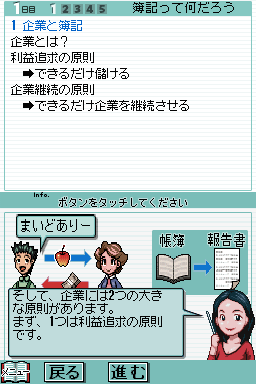 1日目 1 2 3 4 5 簿記って何だろう
1 企業と簿記
企業とは？
利益追求の原則
➡できるだけ儲ける
企業継続の原則
➡できるだけ企業を継続させる
Info.
ボタンをタッチしてください
まいどありー
帳簿 報告書
そして、企業には2つの大き
な原則があります。
まず、1つは利益追求の原則
です。
戻る 進む